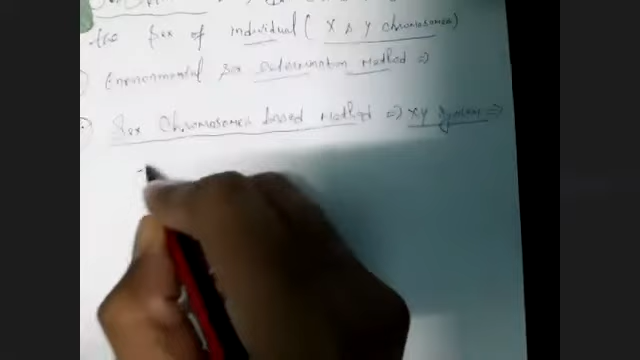 the sex of individual ( X & Y chromosomes)
Environmental sex Determination Method ⇒
Sex Chromosomes based method ⇒ XY system ⇒